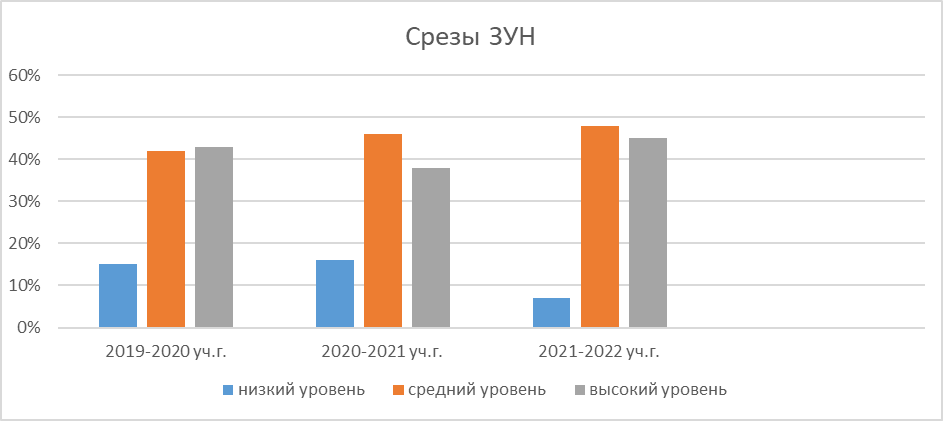 Срезы ЗУН
60%
50%
40%
30%
20%
10%
0%
2019-2020 уч.г.
2020-2021 уч.г.
2021-2022 уч.г.
низкий уровень
средний уровень
высокий уровень